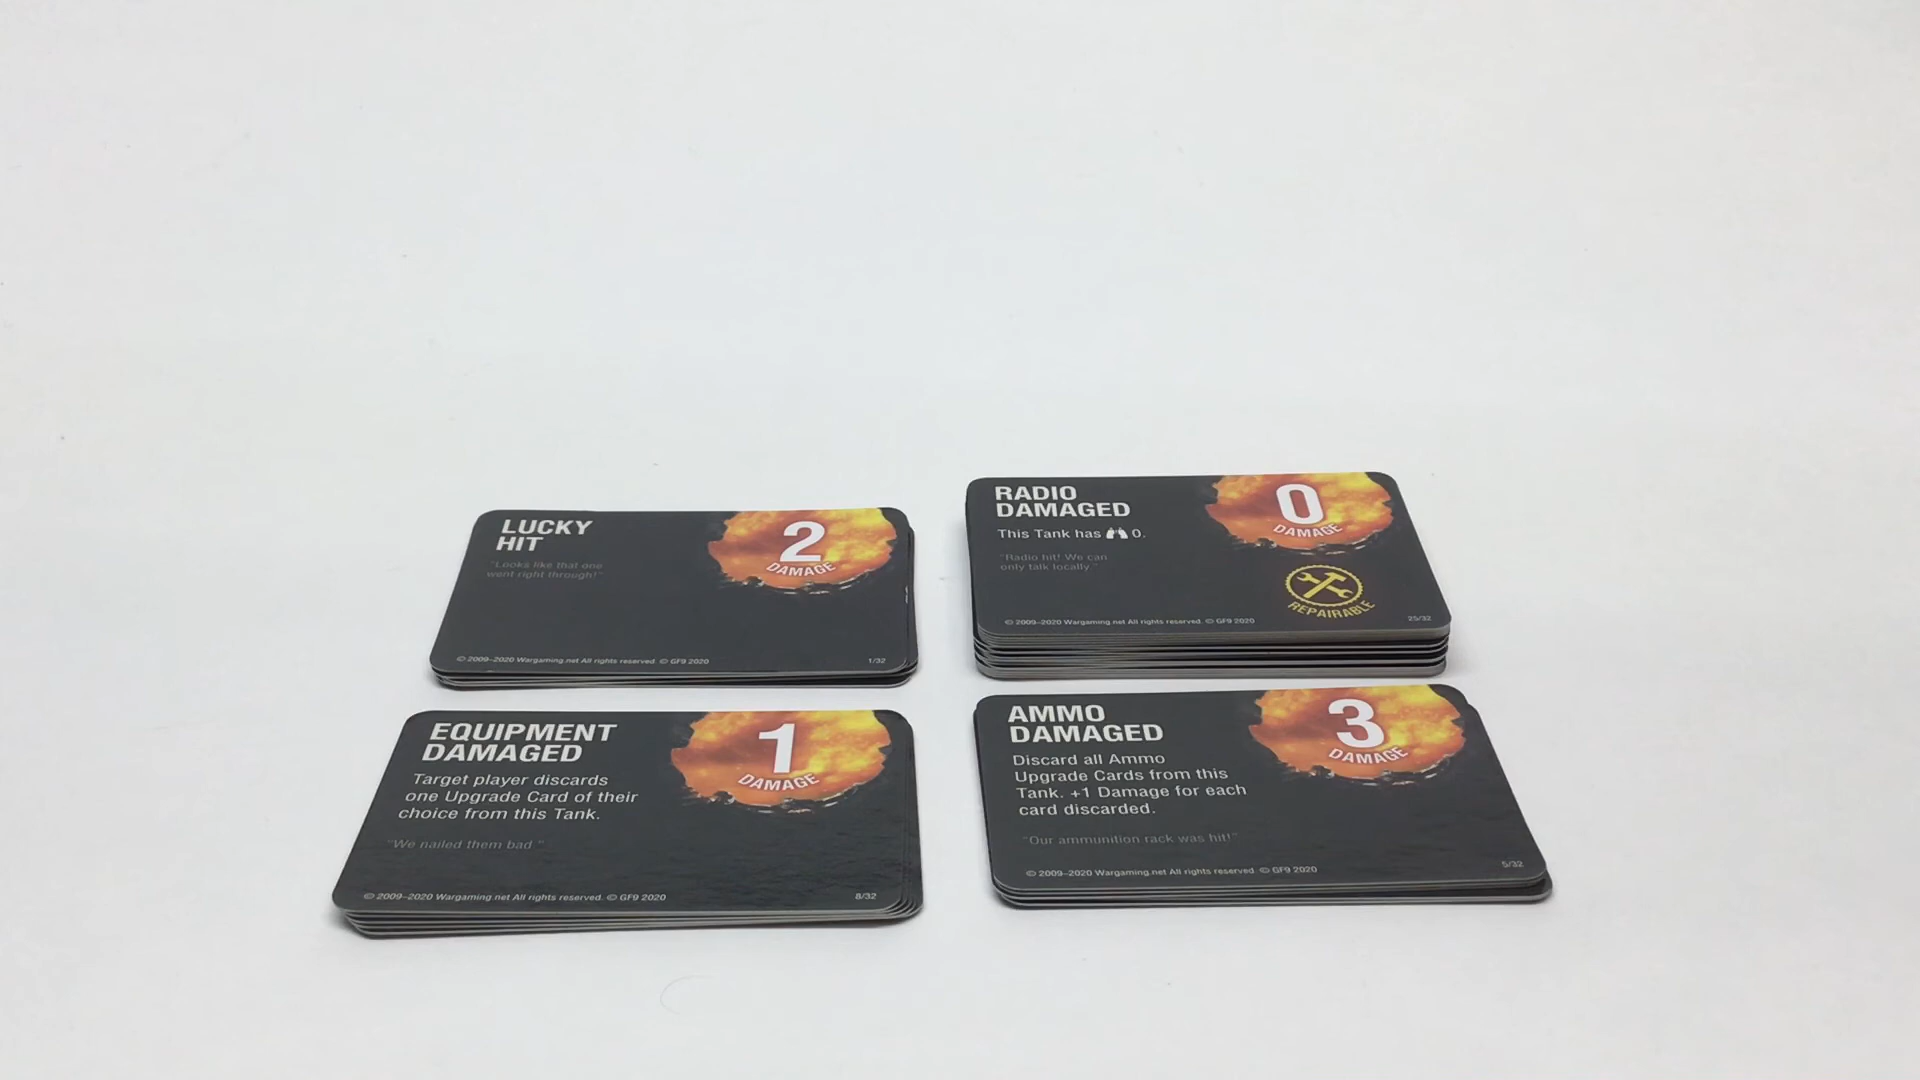 LUCKY
HIT
"Looks like that one
went right through!"
2
DAMAGE
© 2009–2020 Wargaming.net All rights reserved. © GF9 2020
1/32
RADIO
DAMAGED
This Tank has 0.
"Radio hit! We can
only talk locally."
0
DAMAGE
REPAIRABLE
© 2009–2020 Wargaming.net All rights reserved. © GF9 2020
25/32
EQUIPMENT
DAMAGED
Target player discards
one Upgrade Card of their
choice from this Tank.
"We nailed them bad."
1
DAMAGE
© 2009–2020 Wargaming.net All rights reserved. © GF9 2020
8/32
AMMO
DAMAGED
Discard all Ammo
Upgrade Cards from this
Tank. +1 Damage for each
card discarded.
"Our ammunition rack was hit!"
3
DAMAGE
© 2009–2020 Wargaming.net All rights reserved. © GF9 2020
5/32